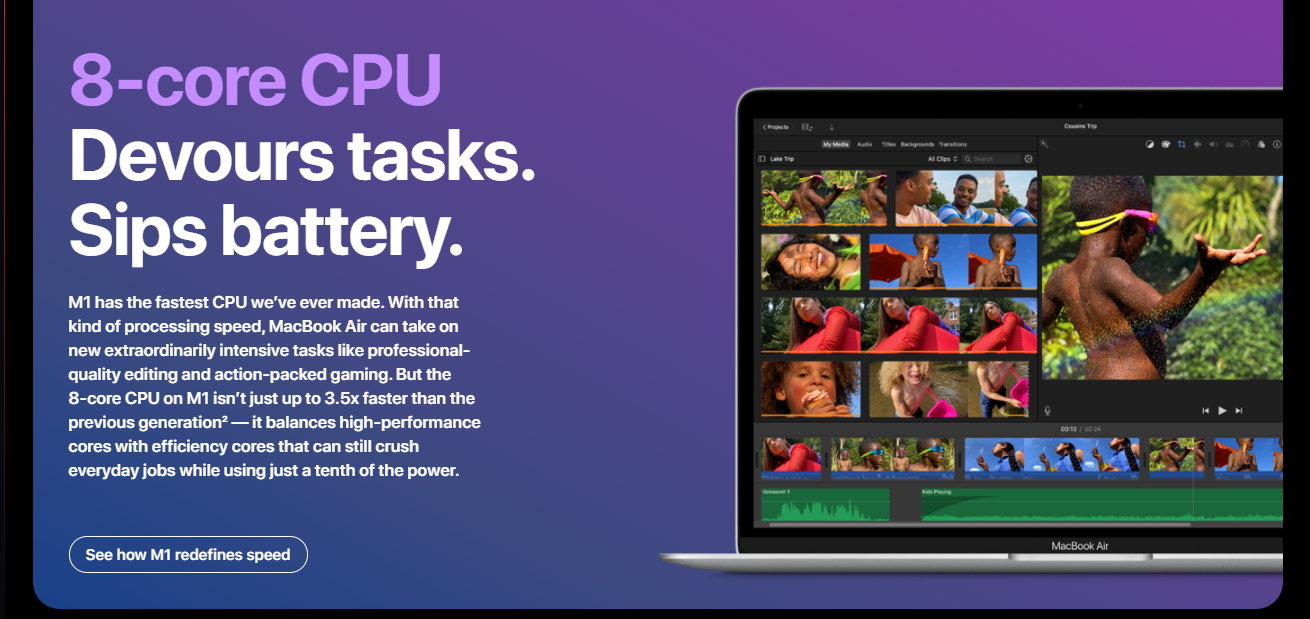 8-core CPU
Devours tasks.
Sips battery.
M1 has the fastest CPU we’ve ever made. With that
kind of processing speed, MacBook Air can take on
new extraordinarily intensive tasks like professional-
quality editing and action-packed gaming. But the
8-core CPU on M1 isn’t just up to 3.5x faster than the
previous generation² — it balances high-performance
cores with efficiency cores that can still crush
everyday jobs while using just a tenth of the power.
See how M1 redefines speed
Projects
Cousins Trip
My Media Audio Titles Backgrounds Transitions
Lake Trip
All Clips
Search
00:13 / 00:24
Voiceover 1
Kids Playing
MacBook Air